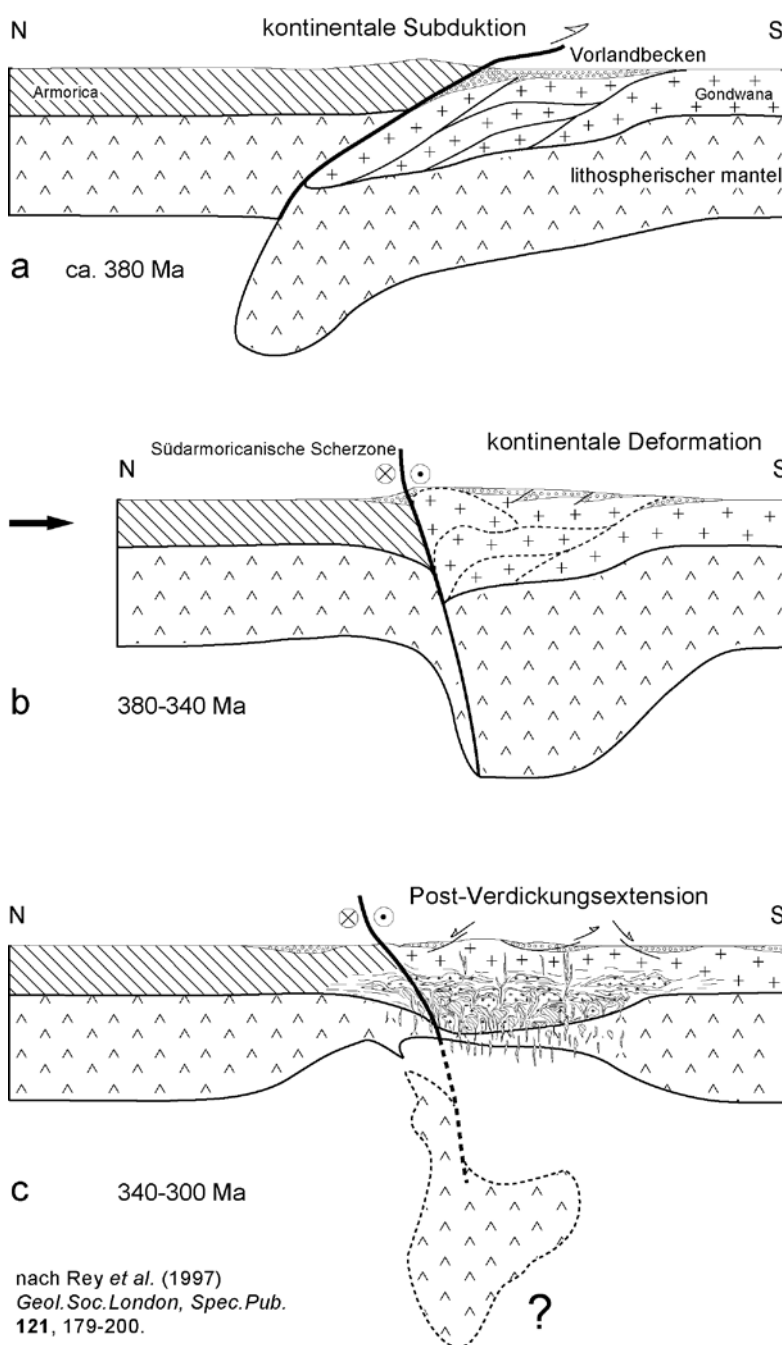 N
kontinentale Subduktion
S
Vorlandbecken
Armorica
Gondwana
lithospherischer mantel
a ca. 380 Ma
Südarmoricanische Scherzone
kontinentale Deformation
N
S
b 380-340 Ma
Post-Verdickungsextension
N
S
c 340-300 Ma
nach Rey et al. (1997)
Geol.Soc.London, Spec.Pub.
121, 179-200.
?